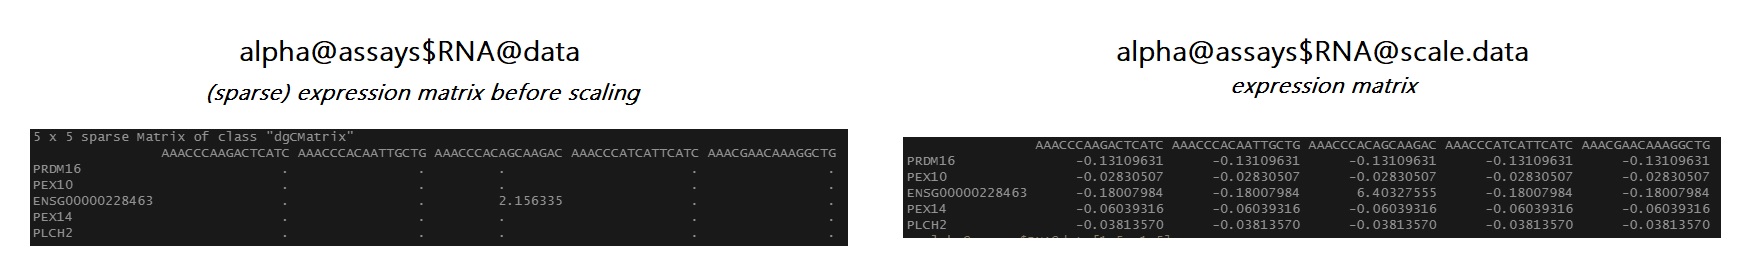 alpha@assays$RNA@data
(sparse) expression matrix before scaling
5 x 5 sparse Matrix of class "dgCMatrix"
AAACCCAAGACTCATC AAACCCACAATTGCTG AAACCCACAGCAAGAC AAACCCATCATTCATC AAACGAACAAAGGCTG
PRDM16 . . . . .
PEX10 . . . . .
ENSG00000228463 . . 2.156335 . .
PEX14 . . . . .
PLCH2 . . . . .
alpha@assays$RNA@scale.data
expression matrix
AAACCCAAGACTCATC AAACCCACAATTGCTG AAACCCACAGCAAGAC AAACCCATCATTCATC AAACGAACAAAGGCTG
PRDM16 -0.13109631 -0.13109631 -0.13109631 -0.13109631 -0.13109631
PEX10 -0.02830507 -0.02830507 -0.02830507 -0.02830507 -0.02830507
ENSG00000228463 -0.18007984 -0.18007984 6.40327555 -0.18007984 -0.18007984
PEX14 -0.06039316 -0.06039316 -0.06039316 -0.06039316 -0.06039316
PLCH2 -0.03813570 -0.03813570 -0.03813570 -0.03813570 -0.03813570